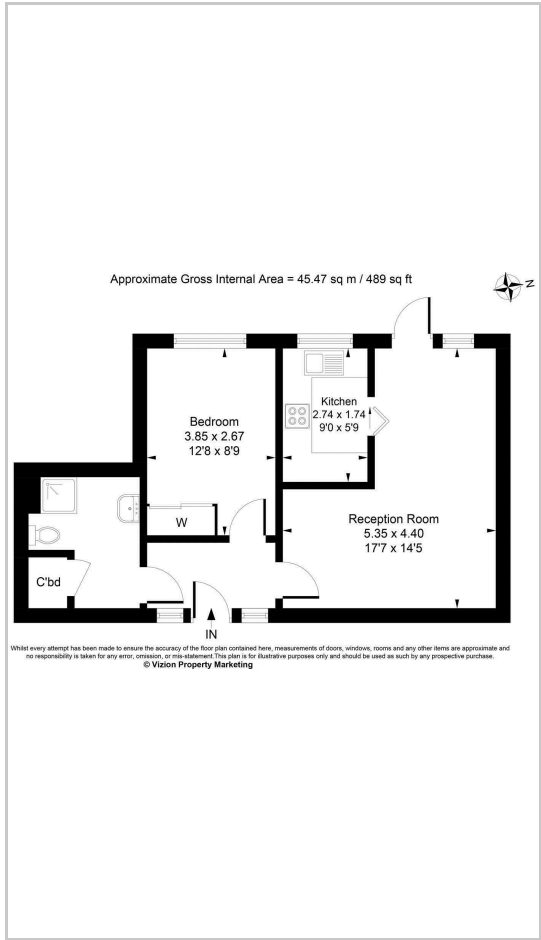 Approximate Gross Internal Area = 45.47 sq m / 489 sq ft
N
Kitchen
2.74 x 1.74
9'0 x 5'9
Bedroom
3.85 x 2.67
12'8 x 8'9
W
Reception Room
5.35 x 4.40
17'7 x 14'5
C'bd
IN
Whilst every attempt has been made to ensure the accuracy of the floor plan contained here, measurements of doors, windows, rooms and any other items are approximate and
no responsibility is taken for any error, omission, or mis-statement.This plan is for illustrative purposes only and should be used as such by any prospective purchase.
© Vizion Property Marketing